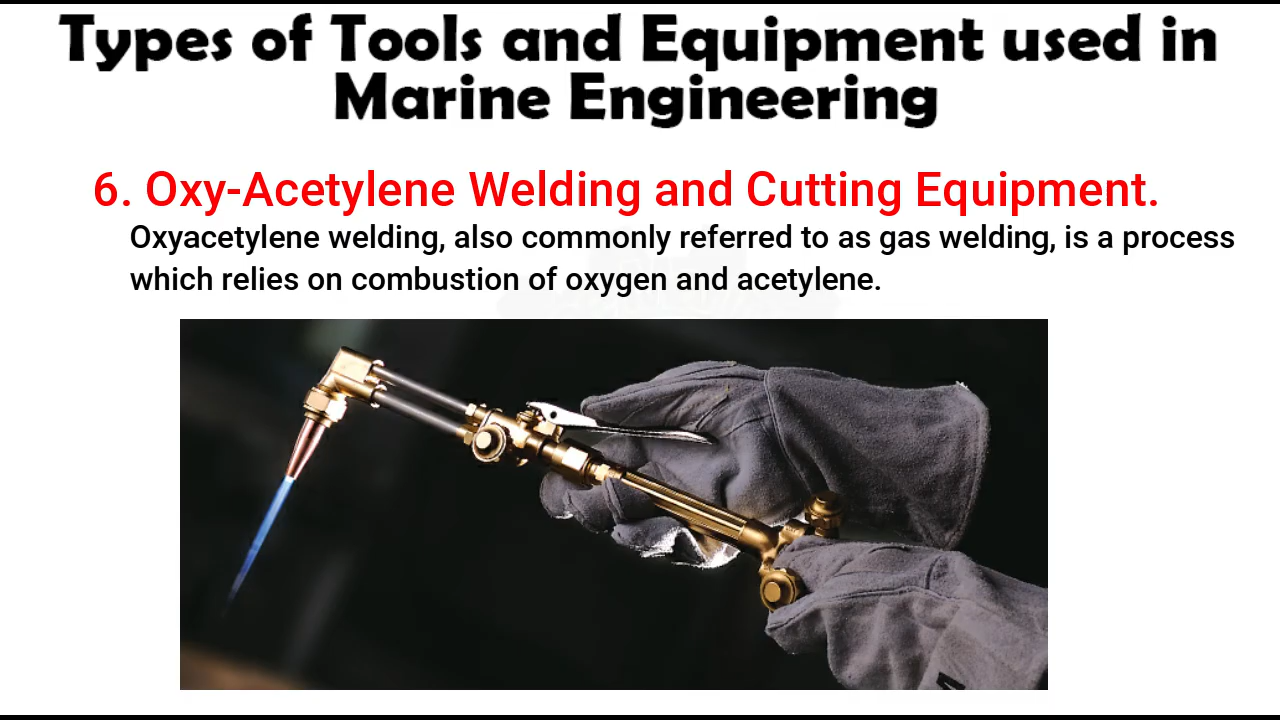 Types of Tools and Equipment used in
Marine Engineering
6. Oxy-Acetylene Welding and Cutting Equipment.
Oxyacetylene welding, also commonly referred to as gas welding, is a process
which relies on combustion of oxygen and acetylene.